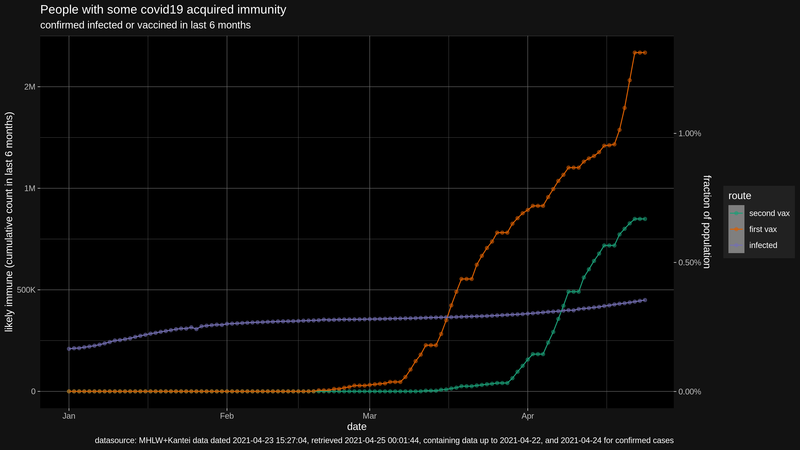 People with some covid19 acquired immunity
confirmed infected or vaccined in last 6 months
likely immune (cumulative count in last 6 months)
2M
1M
500K
0
1.00%
0.50%
0.00%
fraction of population
route
second vax
first vax
infected
Jan
Feb
Mar
Apr
date
datasource: MHLW+Kantei data dated 2021-04-23 15:27:04, retrieved 2021-04-25 00:01:44, containing data up to 2021-04-22, and 2021-04-24 for confirmed cases